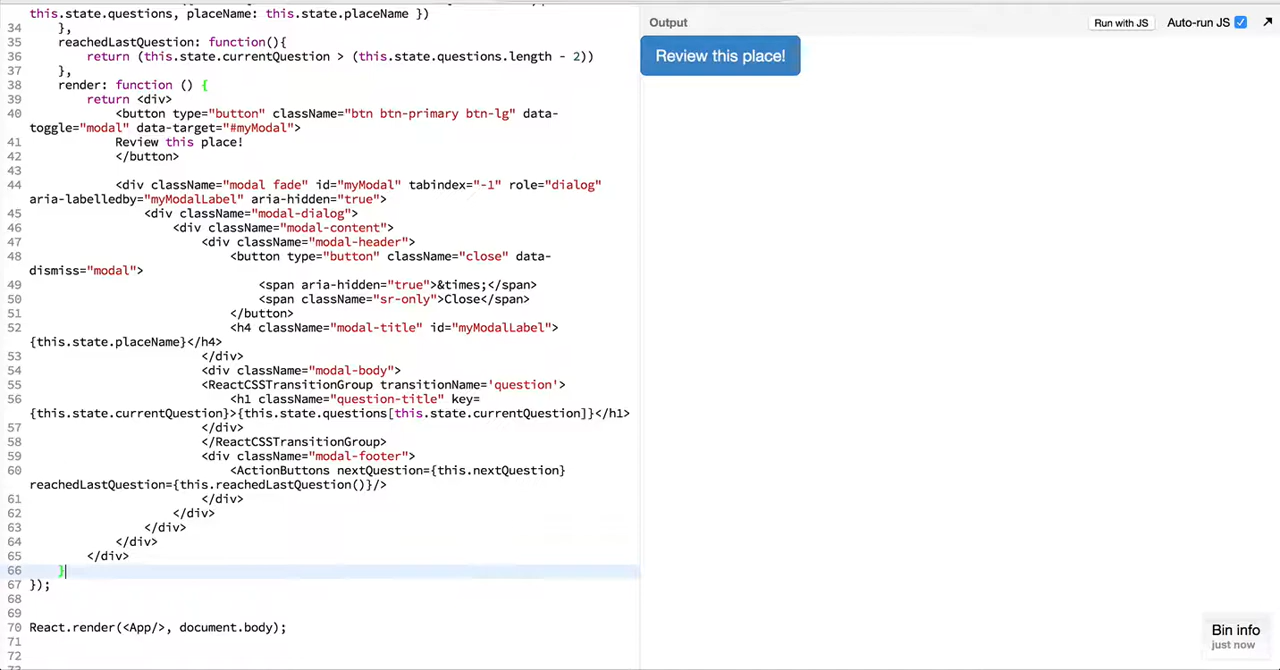 this.state.questions, placeName: this.state.placeName })
34 },
35 reachedLastQuestion: function(){
36 return (this.state.currentQuestion > (this.state.questions.length - 2))
37 },
38 render: function () {
39 return <div>
40 <button type="button" className="btn btn-primary btn-lg" data-
toggle="modal" data-target="#myModal">
41 Review this place!
42 </button>
43
44 <div className="modal fade" id="myModal" tabindex="-1" role="dialog"
aria-labelledby="myModalLabel" aria-hidden="true">
45 <div className="modal-dialog">
46 <div className="modal-content">
47 <div className="modal-header">
48 <button type="button" className="close" data-
dismiss="modal">
49 <span aria-hidden="true">&times;</span>
50 <span className="sr-only">Close</span>
51 </button>
52 <h4 className="modal-title" id="myModalLabel">
{this.state.placeName}</h4>
53 </div>
54 <div className="modal-body">
55 <ReactCSSTransitionGroup transitionName='question'>
56 <h1 className="question-title" key=
{this.state.currentQuestion}>{this.state.questions[this.state.currentQuestion]}</h1>
57 </div>
58 </ReactCSSTransitionGroup>
59 <div className="modal-footer">
60 <ActionButtons nextQuestion={this.nextQuestion}
reachedLastQuestion={this.reachedLastQuestion()}/>
61 </div>
62 </div>
63 </div>
64 </div>
65 </div>
66 }
67 });
68
69
70 React.render(<App/>, document.body);
71
72
Output
Run with JS
Auto-run JS
Review this place!
Bin info
just now